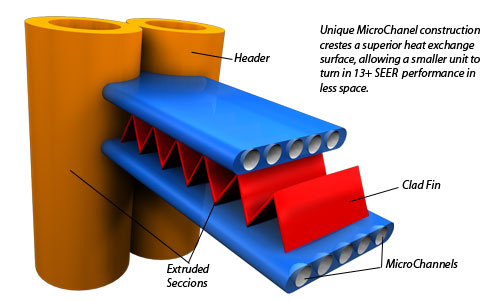 Unique MicroChanel construction
crestes a superior heat exchange
surface, allowing a smaller unit to
turn in 13+ SEER performance in
less space.
Header
Clad Fin
Extruded
Seccions
MicroChannels